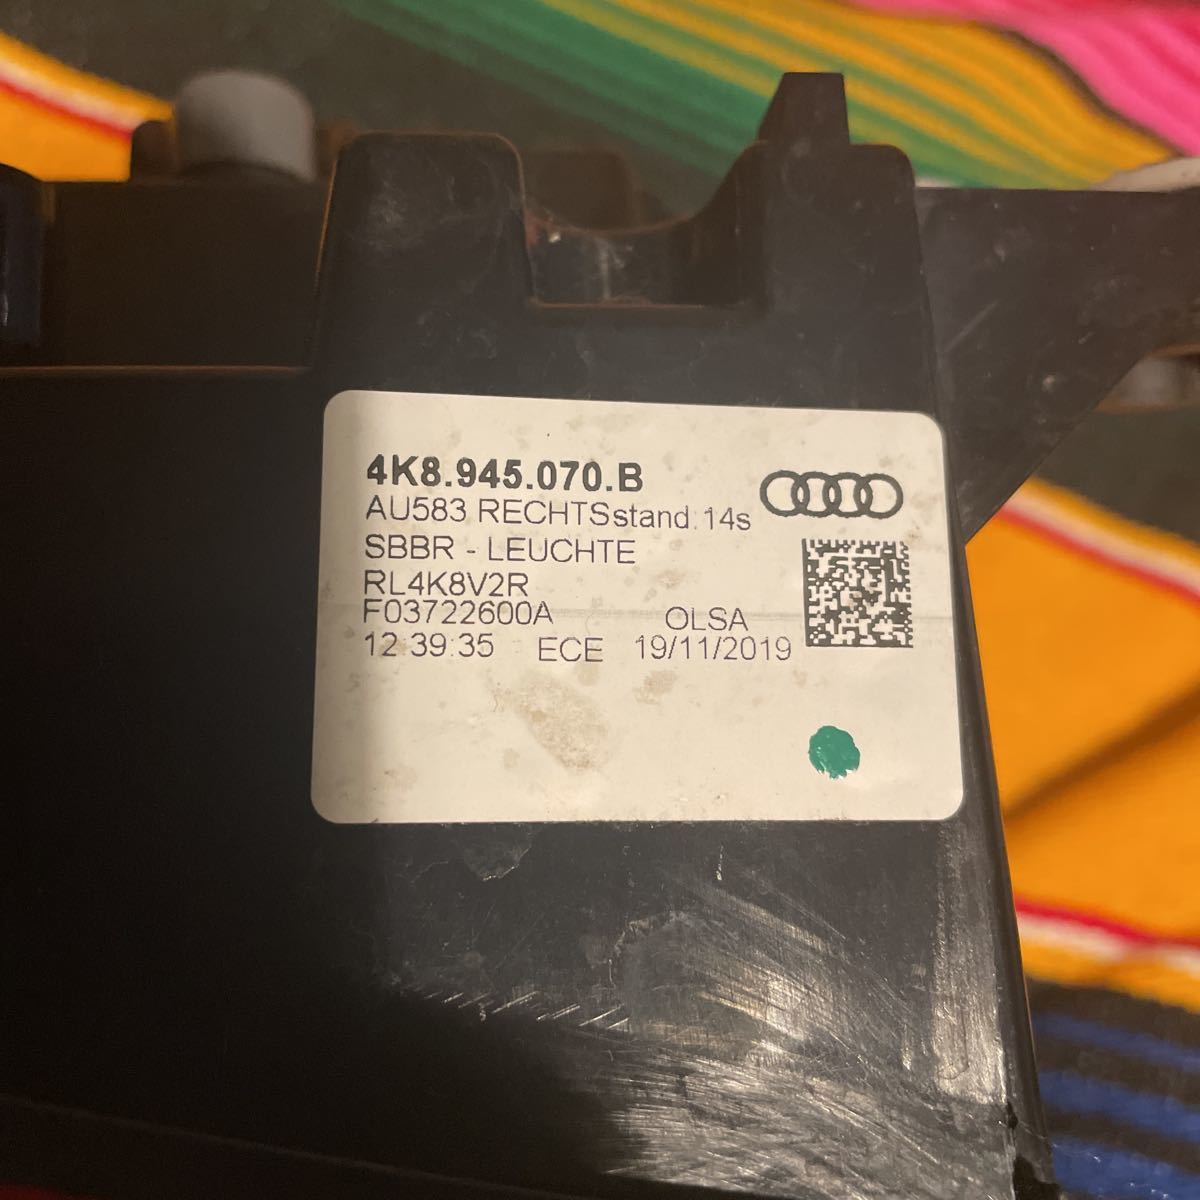 4K8.945.070.B
AU583 RECHTSstand:14s
SBBR - LEUCHTE
RL4K8V2R
F03722600A OLSA
12:39:35 ECE 19/11/2019